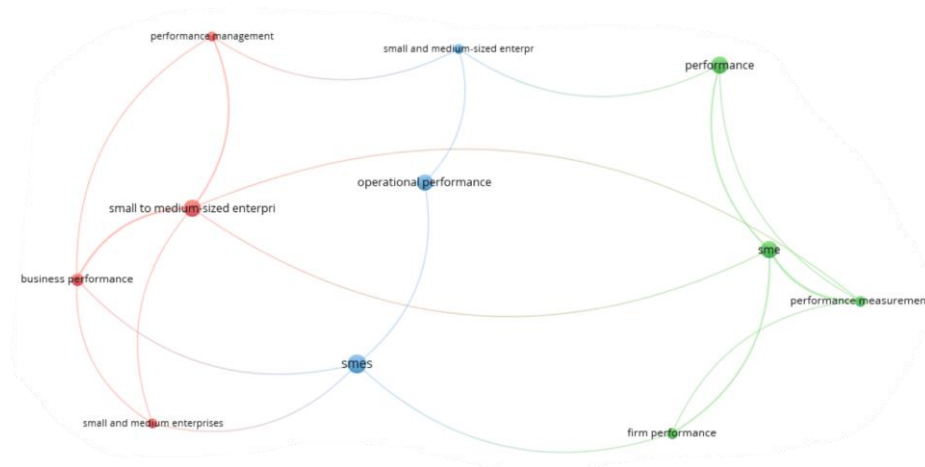 performance management
small and medium-sized enterpr
performance
operational performance
small to medium-sized enterpri
sme
business performance
performance measuremen
smes
small and medium enterprises
firm performance